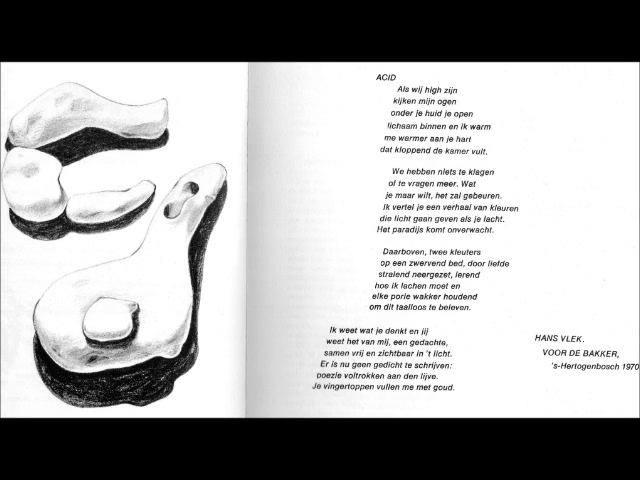 ACID
Als wij high zijn
kijken mijn ogen
onder je huid je open
lichaam binnen en ik warm
me warmer aan je hart
dat kloppend de kamer vult.
We hebben niets te klagen
of te vragen meer. Wat
je maar wilt, het zal gebeuren.
Ik vertel je een verhaal van kleuren
die licht gaan geven als je lacht.
Het paradijs komt onverwacht.
Daarboven, twee kleuters
op een zwervend bed, door liefde
stralend neergezet, lerend
hoe ik lachen moet en
elke porie wakker houdend
om dit taalloos te beleven.
Ik weet wat je denkt en jij
weet het van mij, een gedachte,
samen vrij en zichtbaar in 't licht.
Er is nu geen gedicht te schrijven:
poëzie voltrokken aan den lijve.
Je vingertoppen vullen me met goud.
HANS VLEK.
VOOR DE BAKKER,
's-Hertogenbosch 1970